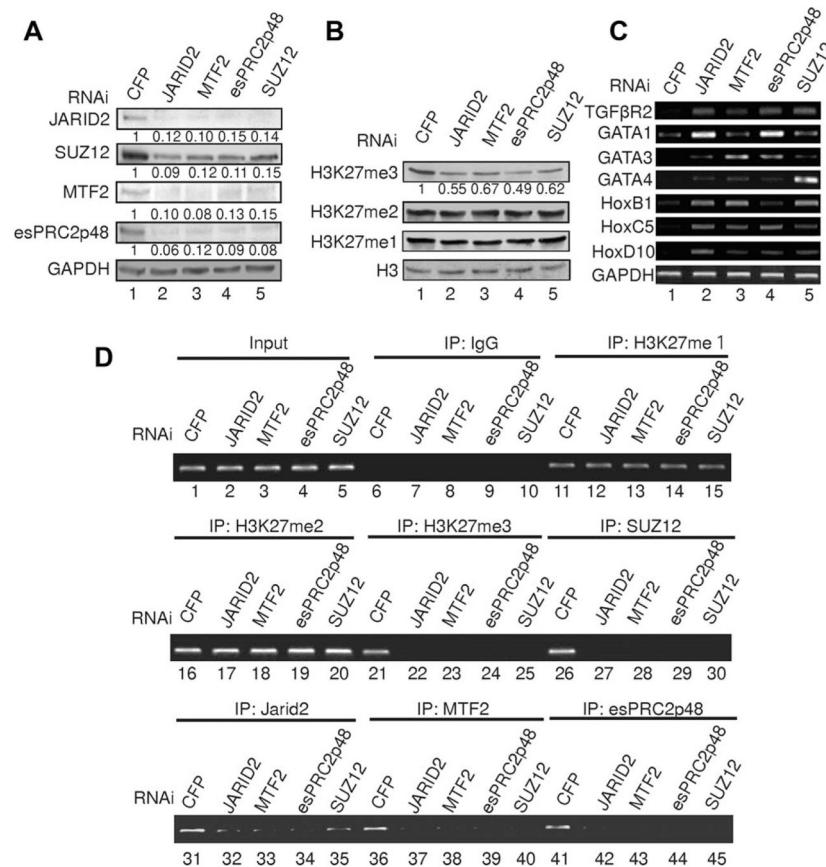 A
RNAi CFP JARID2 MTF2 esPRC2p48 SUZ12
JARID2
1 0.12 0.10 0.15 0.14
SUZ12
1 0.09 0.12 0.11 0.15
MTF2
1 0.10 0.08 0.13 0.15
esPRC2p48
1 0.06 0.12 0.09 0.08
GAPDH
1 2 3 4 5
B
RNAi CFP JARID2 MTF2 esPRC2p48 SUZ12
H3K27me3
1 0.55 0.67 0.49 0.62
H3K27me2
H3K27me1
H3
1 2 3 4 5
C
RNAi CFP JARID2 MTF2 esPRC2p48 SUZ12
TGFβR2
GATA1
GATA3
GATA4
HoxB1
HoxC5
HoxD10
GAPDH
1 2 3 4 5
D
Input IP: IgG IP: H3K27me 1
RNAi CFP JARID2 MTF2 esPRC2p48 SUZ12 CFP JARID2 MTF2 esPRC2p48 SUZ12 CFP JARID2 MTF2 esPRC2p48 SUZ12
1 2 3 4 5 6 7 8 9 10 11 12 13 14 15
IP: H3K27me2 IP: H3K27me3 IP: SUZ12
RNAi CFP JARID2 MTF2 esPRC2p48 SUZ12 CFP JARID2 MTF2 esPRC2p48 SUZ12 CFP JARID2 MTF2 esPRC2p48 SUZ12
16 17 18 19 20 21 22 23 24 25 26 27 28 29 30
IP: Jarid2 IP: MTF2 IP: esPRC2p48
RNAi CFP JARID2 MTF2 esPRC2p48 SUZ12 CFP JARID2 MTF2 esPRC2p48 SUZ12 CFP JARID2 MTF2 esPRC2p48 SUZ12
31 32 33 34 35 36 37 38 39 40 41 42 43 44 45